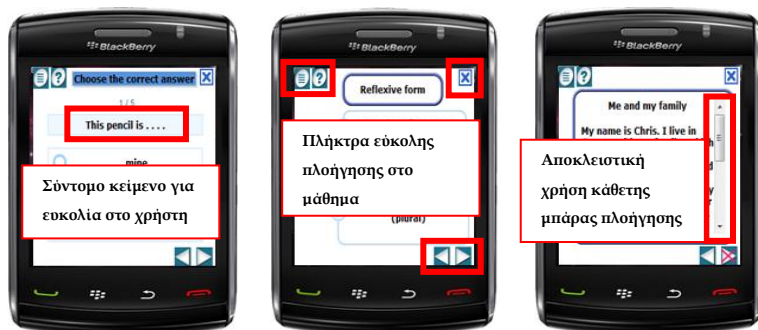 BlackBerry
Choose the correct answer
1 / 5
This pencil is . . . .
mine
Σύντομο κείμενο για
ευκολία στο χρήστη
BlackBerry
Reflexive form
Πλήκτρα εύκολης
πλοήγησης στο
μάθημα
(plural)
BlackBerry
Me and my family
My name is Chris. I live in
Αποκλειστική
χρήση κάθετης
μπάρας πλοήγησης